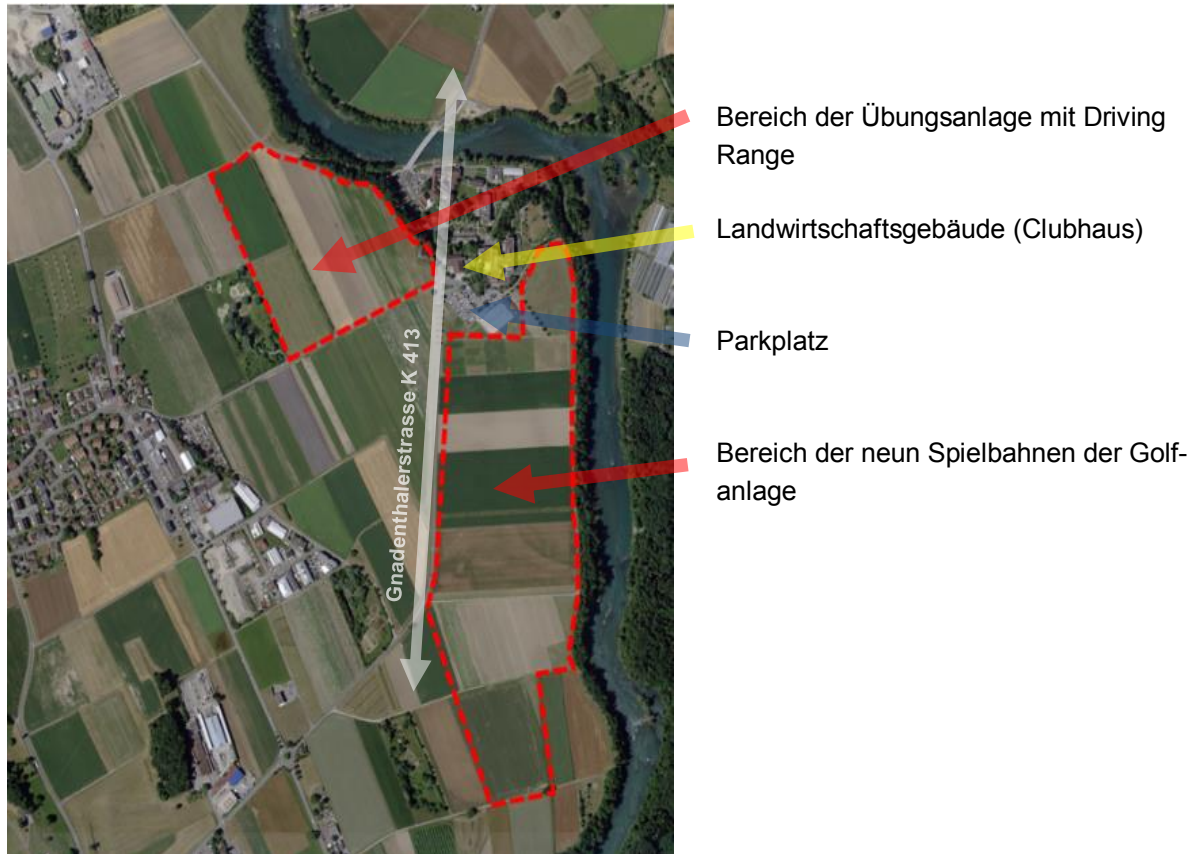 Bereich der Übungsanlage mit Driving
Range
Landwirtschaftsgebäude (Clubhaus)
Parkplatz
Gnadenthalerstrasse K 413
Bereich der neun Spielbahnen der Golf-
anlage